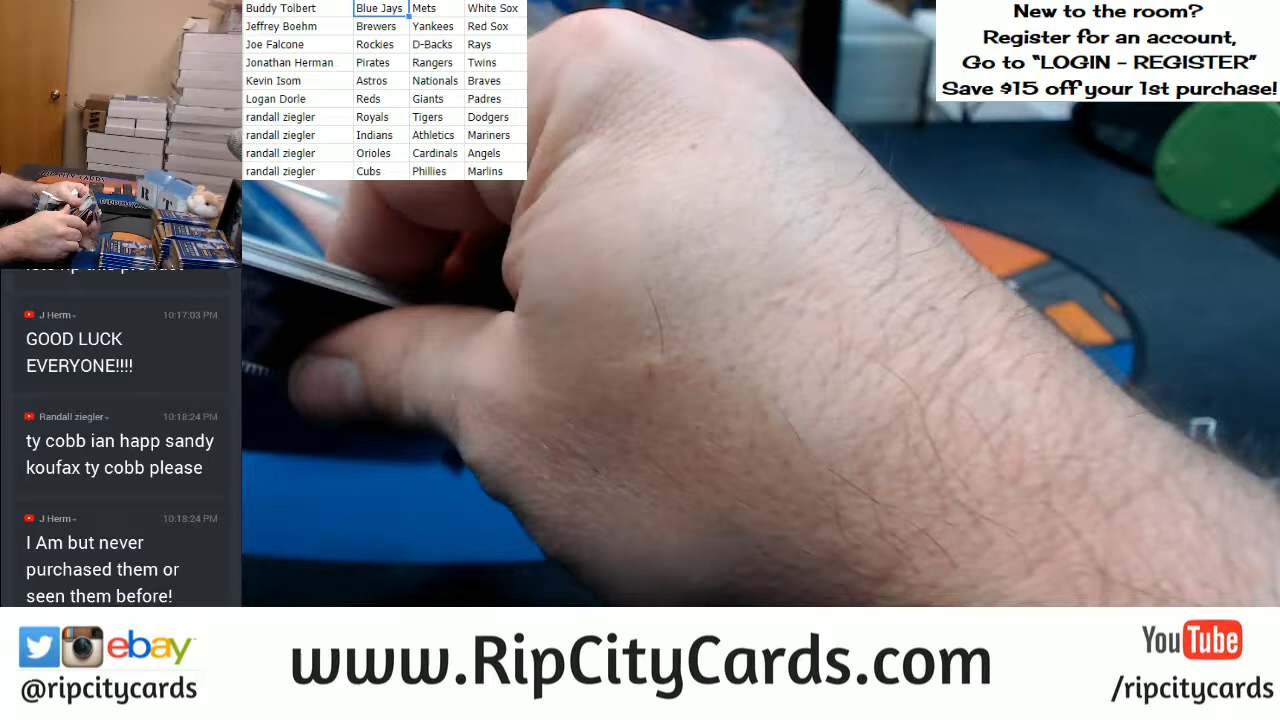 Buddy Tolbert Blue Jays Mets White Sox
Jeffrey Boehm Brewers Yankees Red Sox
Joe Falcone Rockies D-Backs Rays
Jonathan Herman Pirates Rangers Twins
Kevin Isom Astros Nationals Braves
Logan Dorle Reds Giants Padres
randall ziegler Royals Tigers Dodgers
randall ziegler Indians Athletics Mariners
randall ziegler Orioles Cardinals Angels
randall ziegler Cubs Phillies Marlins
New to the room?
Register for an account,
Go to "LOGIN - REGISTER"
Save $15 off your 1st purchase!
J Herm 10:17:03 PM
GOOD LUCK
EVERYONE!!!!
Randall ziegler 10:18:24 PM
ty cobb ian happ sandy
koufax ty cobb please
J Herm 10:18:24 PM
I Am but never
purchased them or
seen them before!
ebay
@ripcitycards
www.RipCityCards.com
YouTube
/ripcitycards